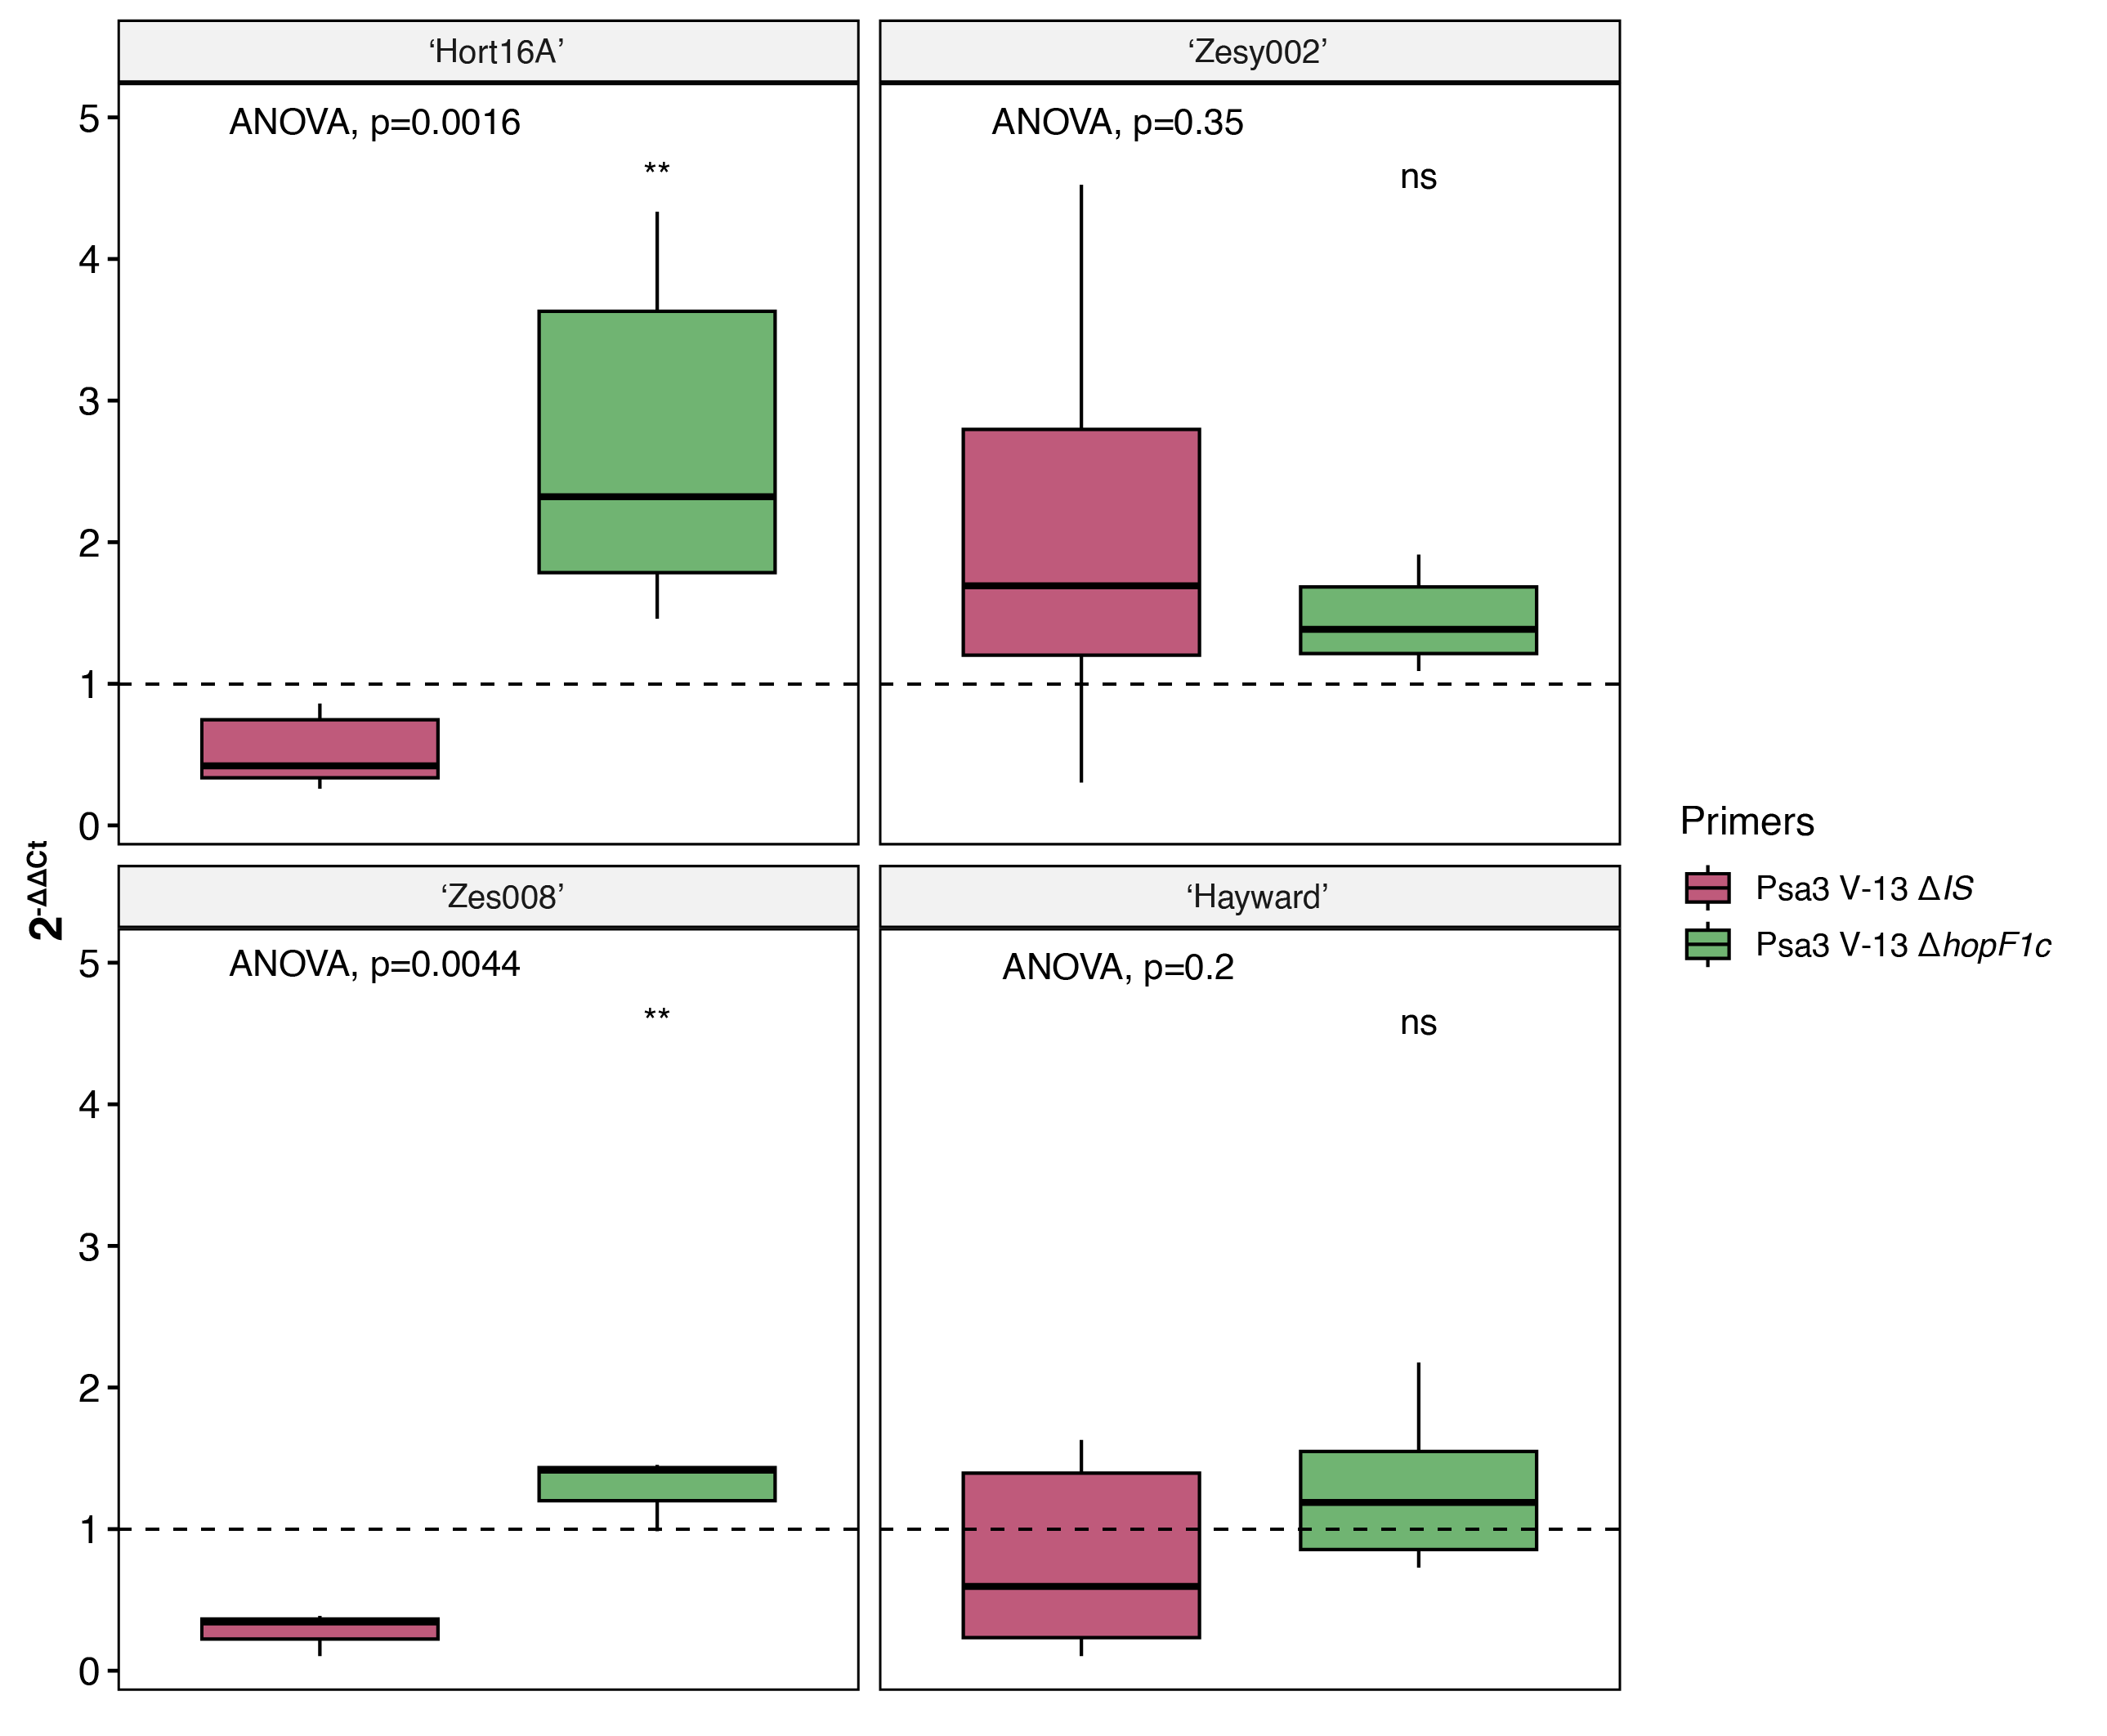 ‘Hort16A’
‘Zesy002’
ANOVA, p=0.0016
ANOVA, p=0.35
**
ns
5
4
3
2
1
0
2-ΔΔCt
‘Zes008’
‘Hayward’
ANOVA, p=0.0044
ANOVA, p=0.2
**
ns
5
4
3
2
1
0
Primers
Psa3 V-13 ΔIS
Psa3 V-13 ΔhopF1c